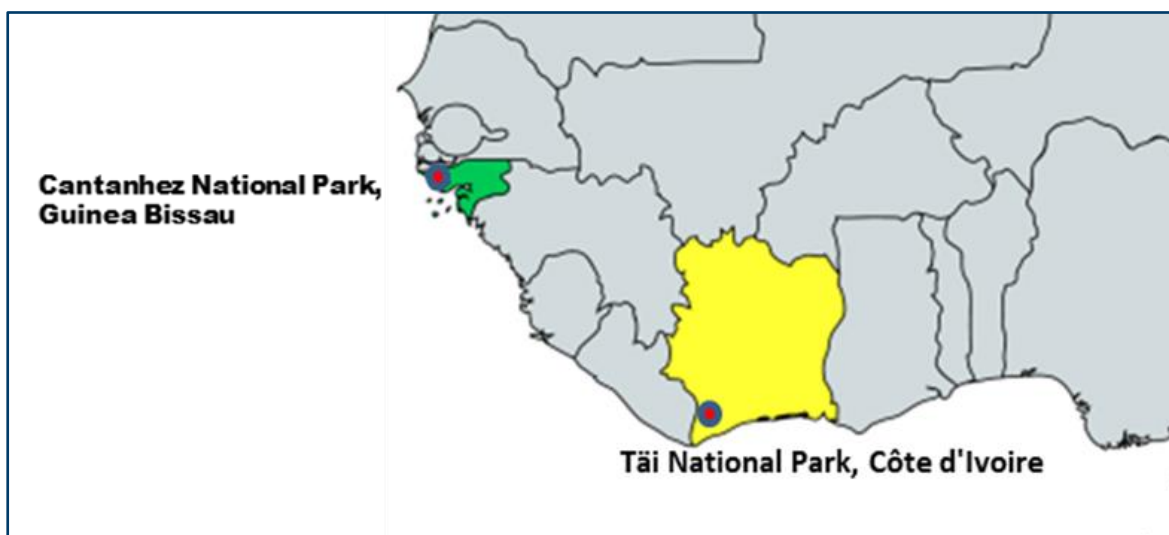 Cantanhez National Park,
Guinea Bissau
Täi National Park, Côte d'Ivoire